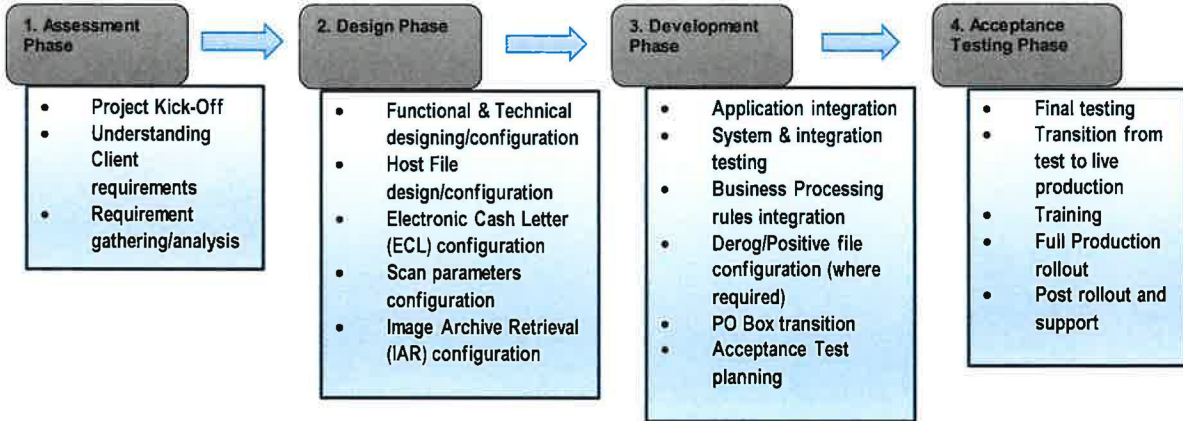 1. Assessment
Phase
• Project Kick-Off
• Understanding
Client
requirements
• Requirement
gathering/analysis
2. Design Phase
• Functional & Technical
designing/configuration
• Host File
design/configuration
• Electronic Cash Letter
(ECL) configuration
• Scan parameters
configuration
• Image Archive Retrieval
(IAR) configuration
3. Development
Phase
• Application integration
• System & integration
testing
• Business Processing
rules integration
• Derog/Positive file
configuration (where
required)
• PO Box transition
• Acceptance Test
planning
4. Acceptance
Testing Phase
• Final testing
• Transition from
test to live
production
• Training
• Full Production
rollout
• Post rollout and
support